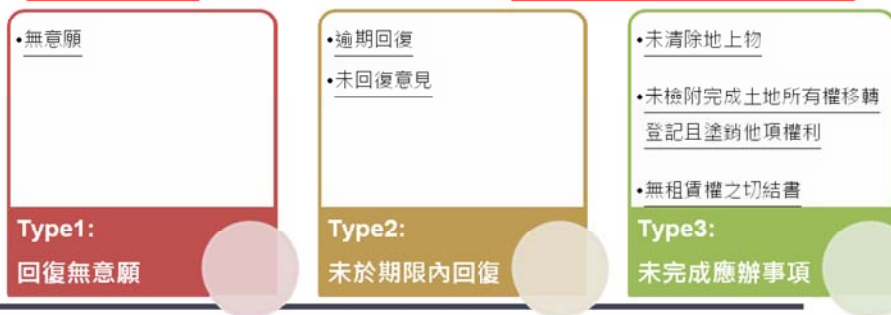 •無意願
Type1:
回復無意願
•逾期回復
•未回復意見
Type2:
未於期限內回復
•未清除地上物
•未檢附完成土地所有權移轉
登記且塗銷他項權利
•無租賃權之切結書
Type3:
未完成應辦事項